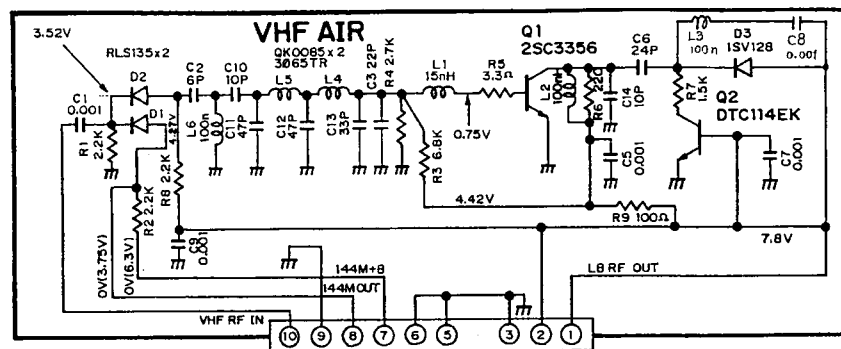 VHF AIR
3.52V
RLS135x2
QK0085x2
3065TR
Q1
2SC3356
C6
24P
L3
100n
D3
1SV128
C8
0.001
C1
0.001
D2
D1
C2
6P
C10
10P
L5
L4
C3 22P
R4 2.7K
L1
15nH
R5
3.3Ω
L2
100nH
R6 220
C14
10P
R7
1.5K
Q2
DTC114EK
R1
2.2K
4.27V
L6
100n
C11
47P
C12
47P
C13
33P
0.75V
R3 6.8K
C5
0.001
C7
0.001
R8 2.2K
R2 2.2K
4.42V
R9 100Ω
7.8V
C9
0.001
0V(3.75V)
0V(6.3V)
144M+8
144MOUT
L8 RF OUT
VHF RF IN
10 9 8 7 6 5 3 2 1